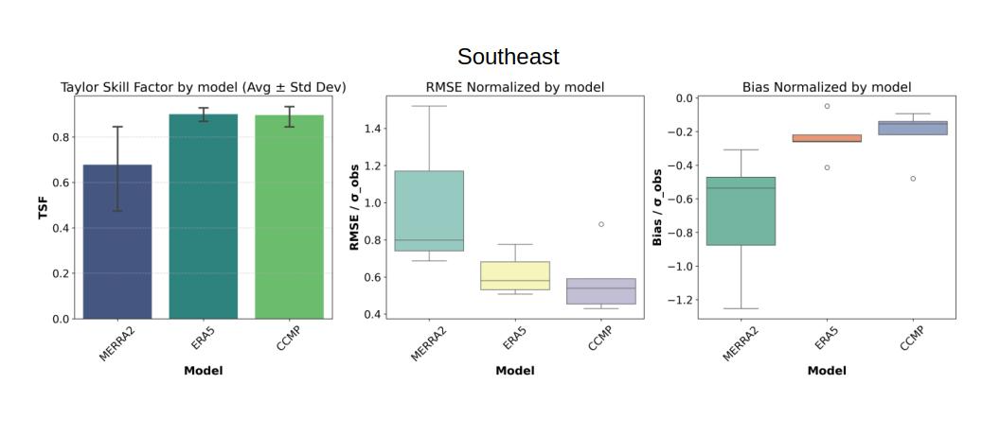 Southeast
Taylor Skill Factor by model (Avg ± Std Dev)
TSF
0.8
0.6
0.4
0.2
0.0
MERRA2
ERA5
CCMP
Model
RMSE Normalized by model
RMSE / σ_obs
1.4
1.2
1.0
0.8
0.6
0.4
MERRA2
ERA5
CCMP
Model
Bias Normalized by model
Bias / σ_obs
0.0
−0.2
−0.4
−0.6
−0.8
−1.0
−1.2
MERRA2
ERA5
CCMP
Model